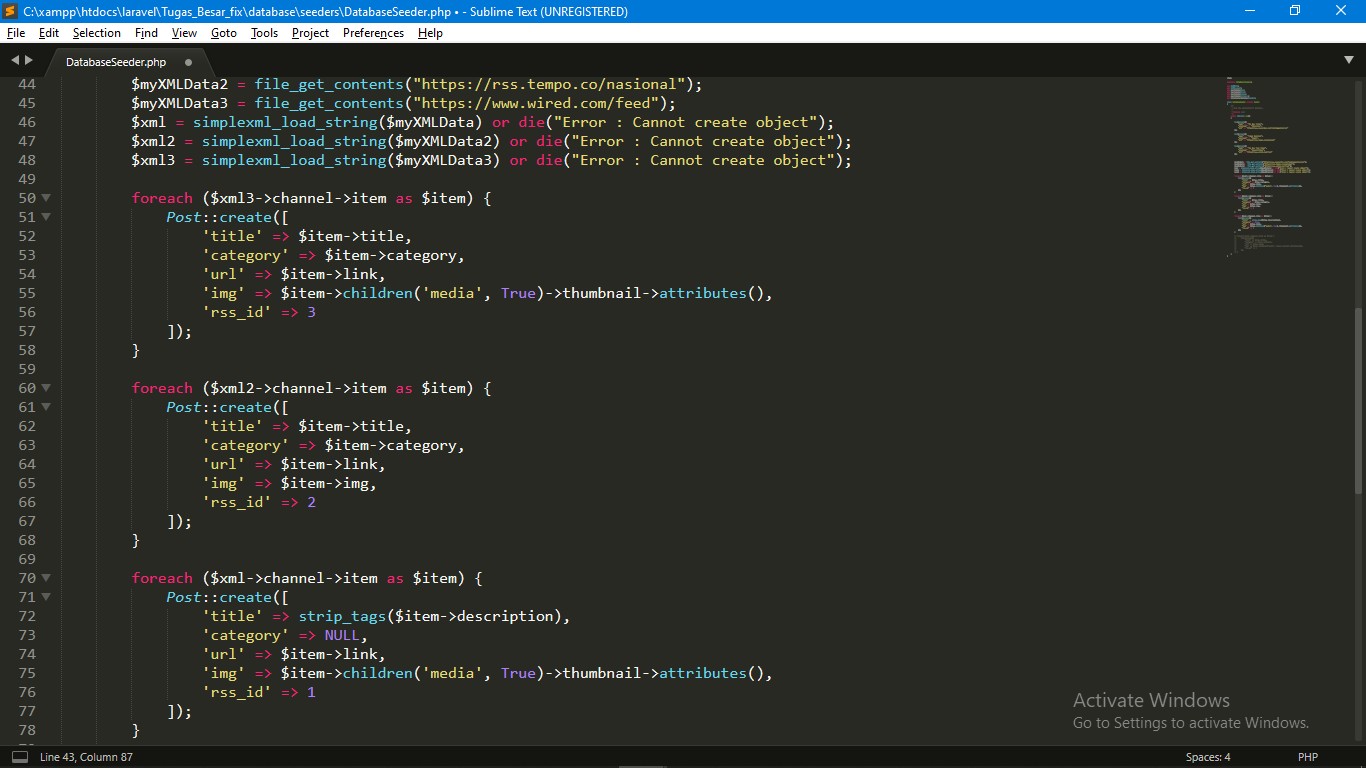 C:\xampp\htdocs\laravel\Tugas_Besar_fix\database\seeders\DatabaseSeeder.php • - Sublime Text (UNREGISTERED)
File Edit Selection Find View Goto Tools Project Preferences Help
DatabaseSeeder.php
44 $myXMLData2 = file_get_contents("https://rss.tempo.co/nasional");
45 $myXMLData3 = file_get_contents("https://www.wired.com/feed");
46 $xml = simplexml_load_string($myXMLData) or die("Error : Cannot create object");
47 $xml2 = simplexml_load_string($myXMLData2) or die("Error : Cannot create object");
48 $xml3 = simplexml_load_string($myXMLData3) or die("Error : Cannot create object");
49
50 foreach ($xml3->channel->item as $item) {
51 Post::create([
52 'title' => $item->title,
53 'category' => $item->category,
54 'url' => $item->link,
55 'img' => $item->children('media', True)->thumbnail->attributes(),
56 'rss_id' => 3
57 ]);
58 }
59
60 foreach ($xml2->channel->item as $item) {
61 Post::create([
62 'title' => $item->title,
63 'category' => $item->category,
64 'url' => $item->link,
65 'img' => $item->img,
66 'rss_id' => 2
67 ]);
68 }
69
70 foreach ($xml->channel->item as $item) {
71 Post::create([
72 'title' => strip_tags($item->description),
73 'category' => NULL,
74 'url' => $item->link,
75 'img' => $item->children('media', True)->thumbnail->attributes(),
76 'rss_id' => 1
77 ]);
78 }
Activate Windows
Go to Settings to activate Windows.
Line 43, Column 87 Spaces: 4 PHP